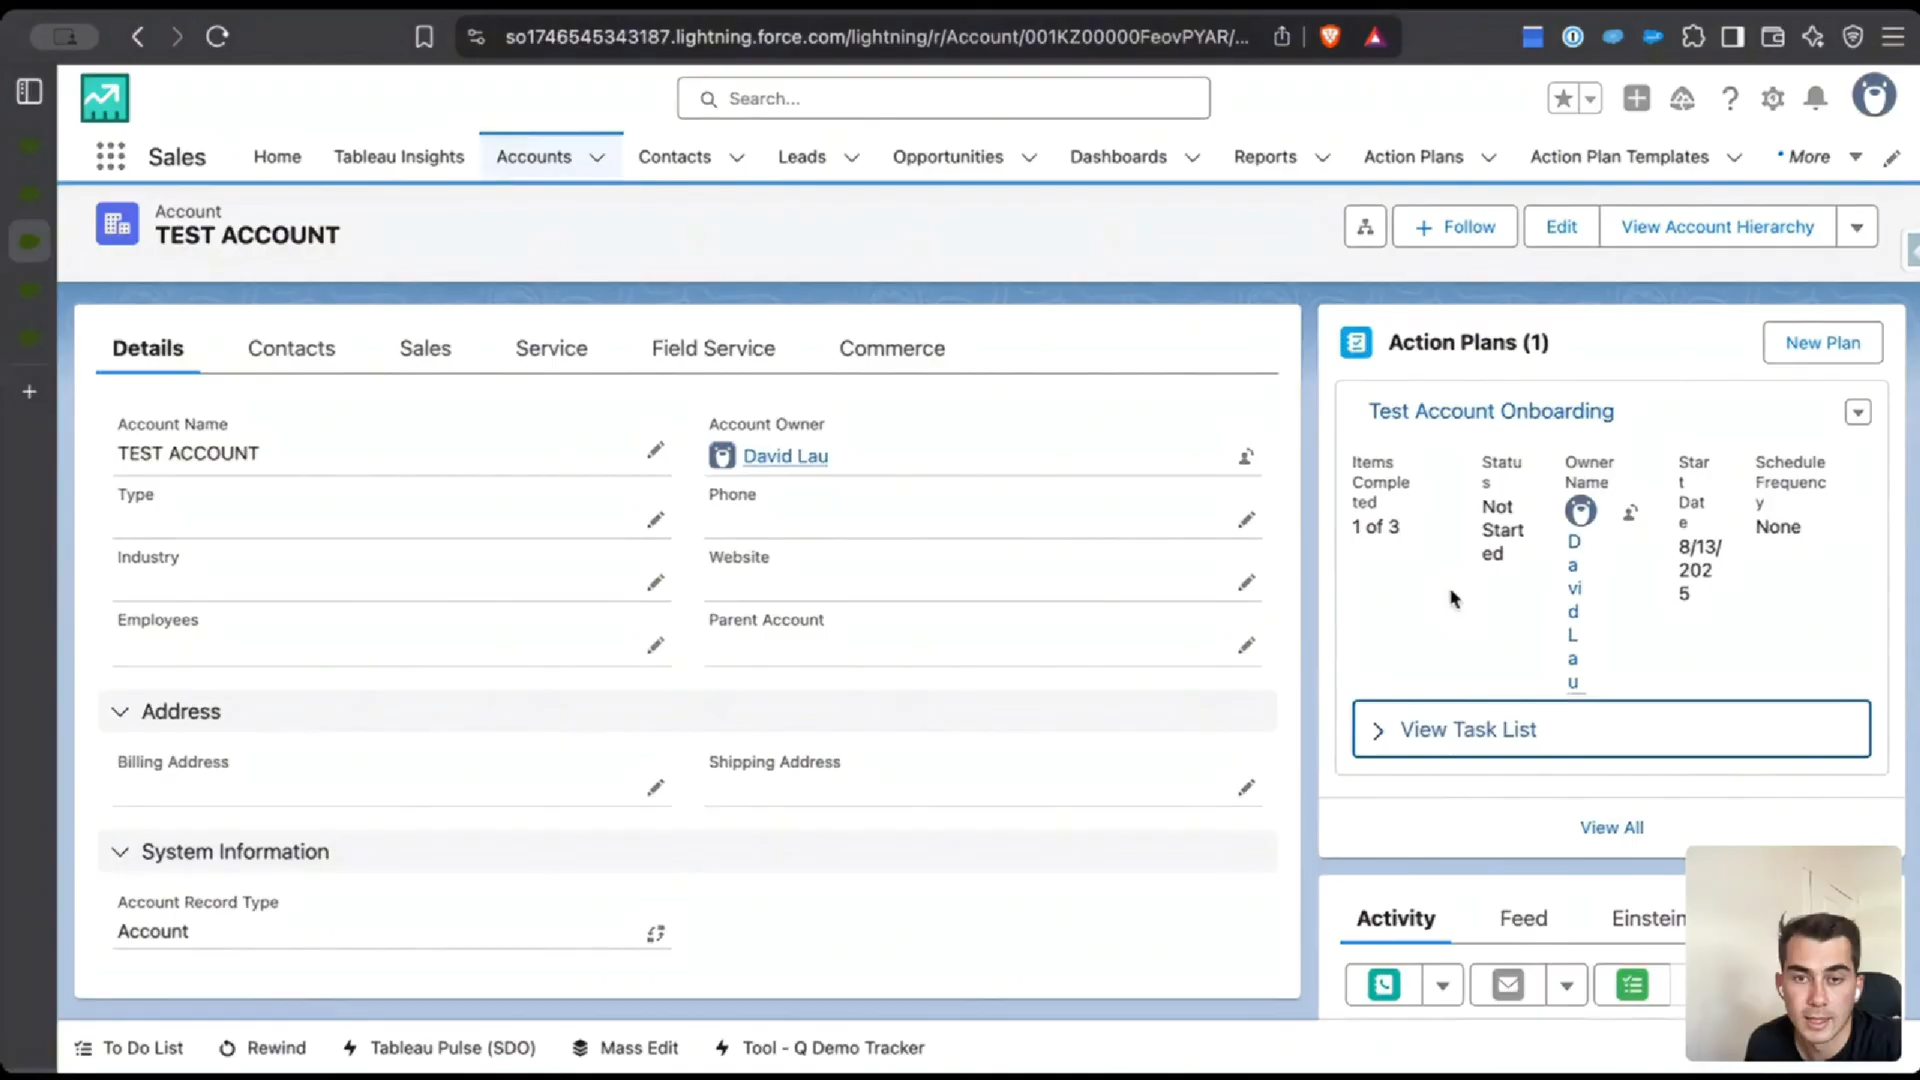 so1746545343187.lightning.force.com/lightning/r/Account/001KZ00000FeovPYAR/...
Search...
Sales
Home
Tableau Insights
Accounts
Contacts
Leads
Opportunities
Dashboards
Reports
Action Plans
Action Plan Templates
* More
Account
TEST ACCOUNT
+ Follow
Edit
View Account Hierarchy
Details
Contacts
Sales
Service
Field Service
Commerce
Account Name
TEST ACCOUNT
Account Owner
David Lau
Type
Phone
Industry
Website
Employees
Parent Account
Address
Billing Address
Shipping Address
System Information
Account Record Type
Account
Action Plans (1)
New Plan
Test Account Onboarding
Items
Comple
ted
1 of 3
Statu
s
Not
Start
ed
Owner
Name
D
a
vi
d
L
a
u
Star
t
Dat
e
8/13/
202
5
Schedule
Frequenc
y
None
View Task List
View All
Activity
Feed
Einstein
To Do List
Rewind
Tableau Pulse (SDO)
Mass Edit
Tool - Q Demo Tracker